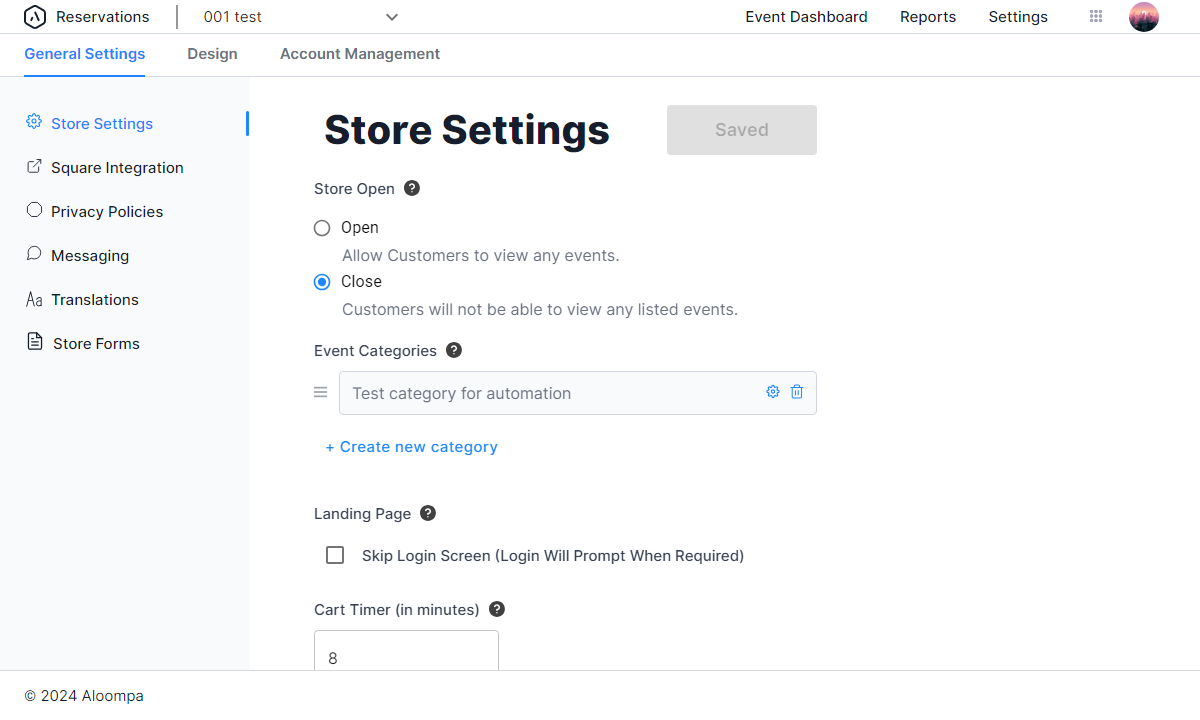 Reservations
001 test
Event Dashboard
Reports
Settings
General Settings
Design
Account Management
Store Settings
Square Integration
Privacy Policies
Messaging
Aa Translations
Store Forms
Store Settings
Saved
Store Open ?
Open
Allow Customers to view any events.
Close
Customers will not be able to view any listed events.
Event Categories ?
Test category for automation
+ Create new category
Landing Page ?
Skip Login Screen (Login Will Prompt When Required)
Cart Timer (in minutes) ?
8
© 2024 Aloompa